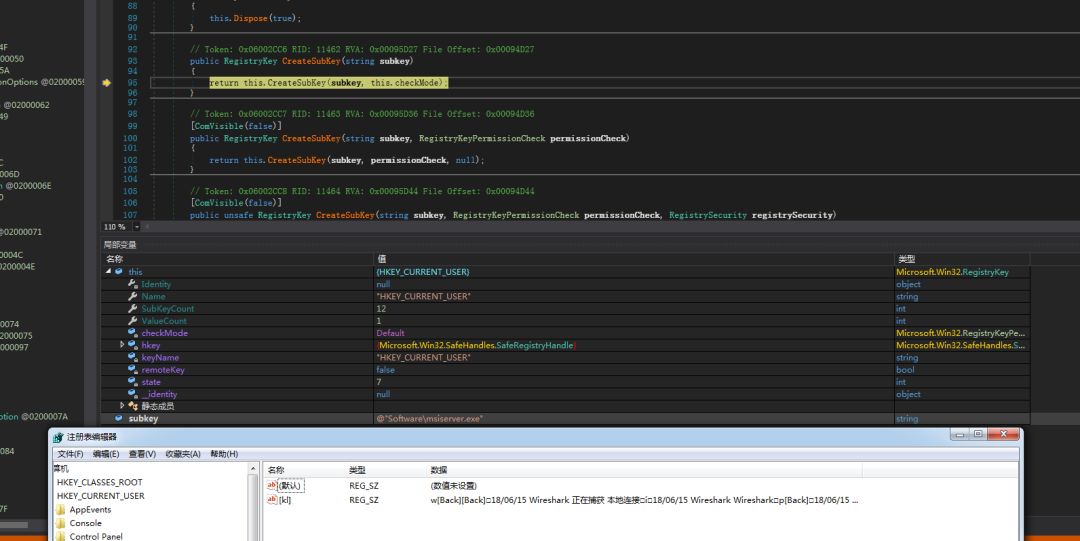 4F
00050
5A
onOptions @02000059
@02000062
49
C
006D
n @0200006E
0
@02000071
0004C
0200004E
0074
2000075
000097
ption @0200007A
084
7F
88 {
89 this.Dispose(true);
90 }
91
92 // Token: 0x06002CC6 RID: 11462 RVA: 0x00095D27 File Offset: 0x00094D27
93 public RegistryKey CreateSubKey(string subkey)
94 {
95 return this.CreateSubKey(subkey, this.checkMode);
96 }
97
98 // Token: 0x06002CC7 RID: 11463 RVA: 0x00095D36 File Offset: 0x00094D36
99 [ComVisible(false)]
100 public RegistryKey CreateSubKey(string subkey, RegistryKeyPermissionCheck permissionCheck)
101 {
102 return this.CreateSubKey(subkey, permissionCheck, null);
103 }
104
105 // Token: 0x06002CC8 RID: 11464 RVA: 0x00095D44 File Offset: 0x00094D44
106 [ComVisible(false)]
107 public unsafe RegistryKey CreateSubKey(string subkey, RegistryKeyPermissionCheck permissionCheck, RegistrySecurity registrySecurity)
110 %
局部变量
名称 值 类型
this {HKEY_CURRENT_USER} Microsoft.Win32.RegistryKey
Identity null object
Name "HKEY_CURRENT_USER" string
SubKeyCount 12 int
ValueCount 1 int
checkMode Default Microsoft.Win32.RegistryKeyPe...
hkey {Microsoft.Win32.SafeHandles.SafeRegistryHandle} Microsoft.Win32.SafeHandles.S...
keyName "HKEY_CURRENT_USER" string
remoteKey false bool
state 7 int
__identity null object
静态成员
subkey @"Software\msiserver.exe" string
注册表编辑器
文件(F) 编辑(E) 查看(V) 收藏夹(A) 帮助(H)
算机
HKEY_CLASSES_ROOT
HKEY_CURRENT_USER
AppEvents
Console
Control Panel
名称 类型 数据
(默认) REG_SZ (数值未设置)
[kl] REG_SZ w[Back][Back]□18/06/15 Wireshark 正在捕获 本地连接□i□18/06/15 Wireshark Wireshark□p[Back]□18/06/15 ...